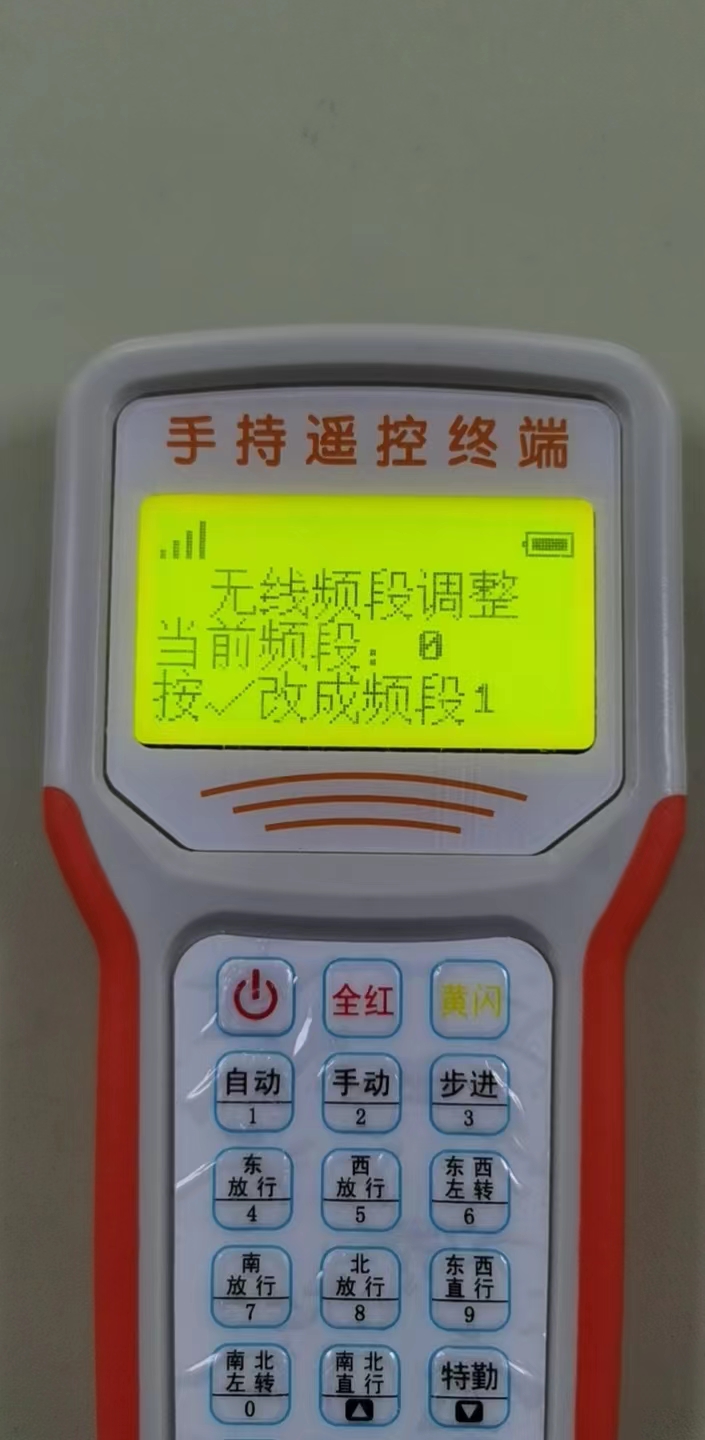 手持遥控终端
无线频段调整
当前频段：0
按✓改成频段1
全红 黄闪
自动 手动 步进
1 2 3
东 西 东西
放行 放行 左转
4 5 6
南 北 东西
放行 放行 直行
7 8 9
南北 南北 特勤
左转 直行
0 ▲ ▼